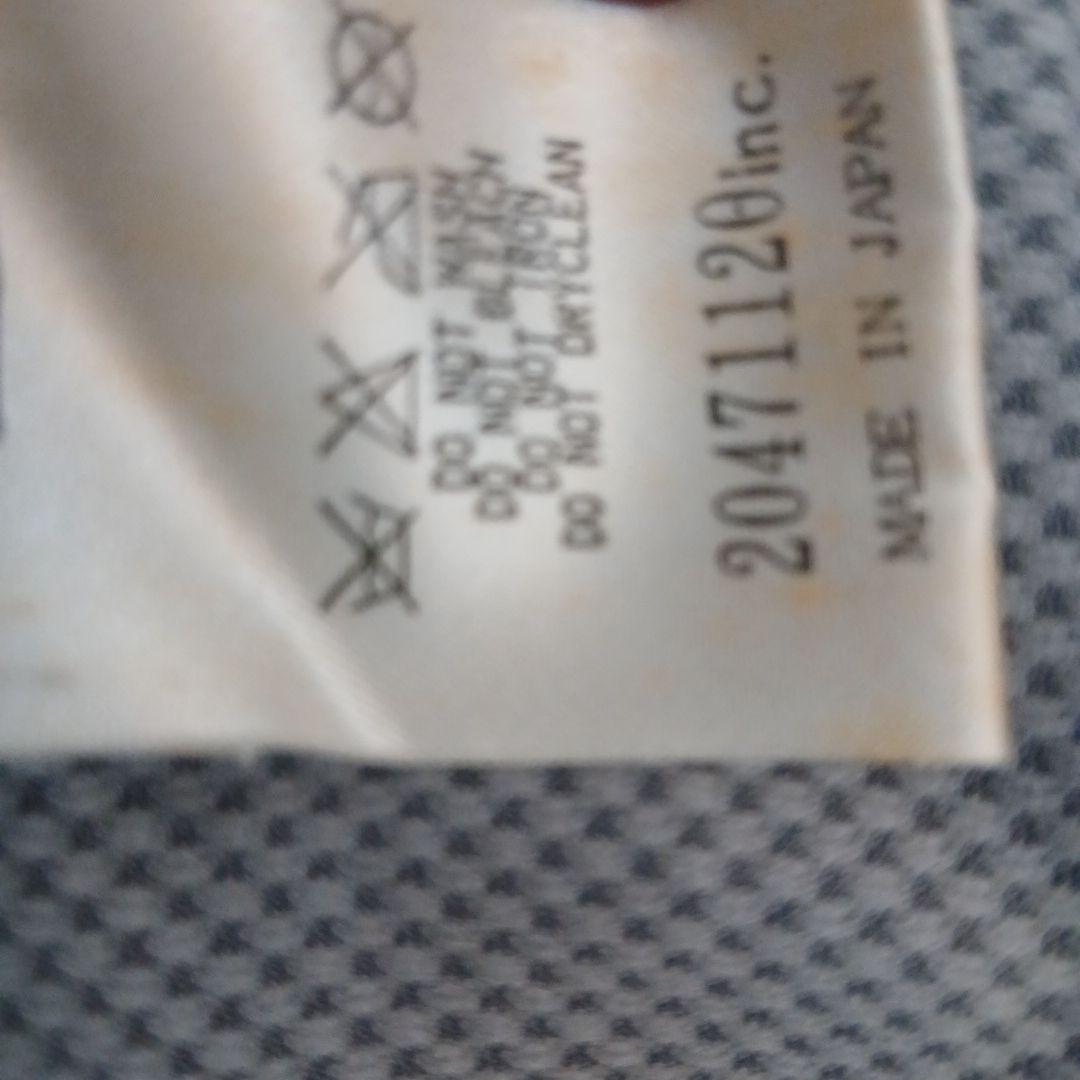 DO NOT WASH
DO NOT BLEACH
DO NOT IRON
DO NOT DRYCLEAN
20471120inc.
MADE IN JAPAN